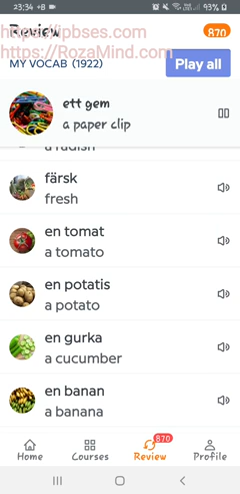 23:34 +B
93%
Review
https://ipbses.com
870
https://RozaMind.com
MY VOCAB (1922)
Play all
ett gem
a paper clip
a radish
färsk
fresh
en tomat
a tomato
en potatis
a potato
en gurka
a cucumber
en banan
a banana
870
Home
Courses
Review
Profile